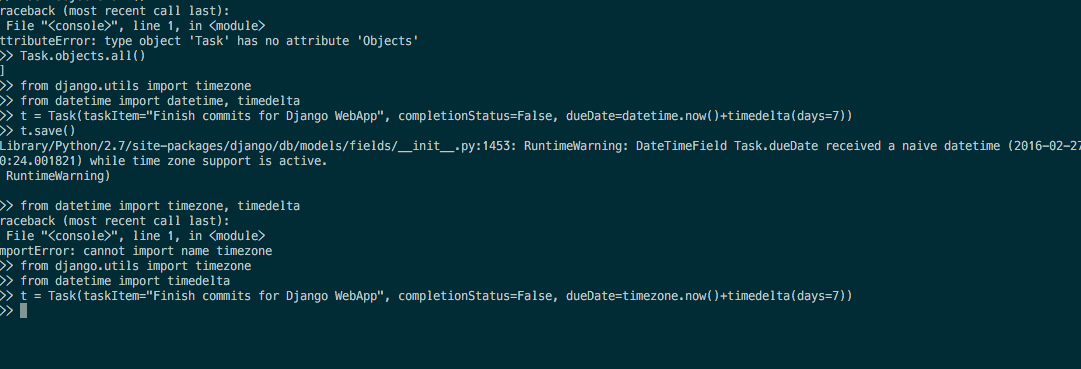 raceback (most recent call last):
File "<console>", line 1, in <module>
ttributeError: type object 'Task' has no attribute 'Objects'
>> Task.objects.all()
]
>> from django.utils import timezone
>> from datetime import datetime, timedelta
>> t = Task(taskItem="Finish commits for Django WebApp", completionStatus=False, dueDate=datetime.now()+timedelta(days=7))
>> t.save()
Library/Python/2.7/site-packages/django/db/models/fields/__init__.py:1453: RuntimeWarning: DateTimeField Task.dueDate received a naive datetime (2016-02-27
0:24.001821) while time zone support is active.
RuntimeWarning)
>> from datetime import timezone, timedelta
raceback (most recent call last):
File "<console>", line 1, in <module>
mportError: cannot import name timezone
>> from django.utils import timezone
>> from datetime import timedelta
>> t = Task(taskItem="Finish commits for Django WebApp", completionStatus=False, dueDate=timezone.now()+timedelta(days=7))
>>